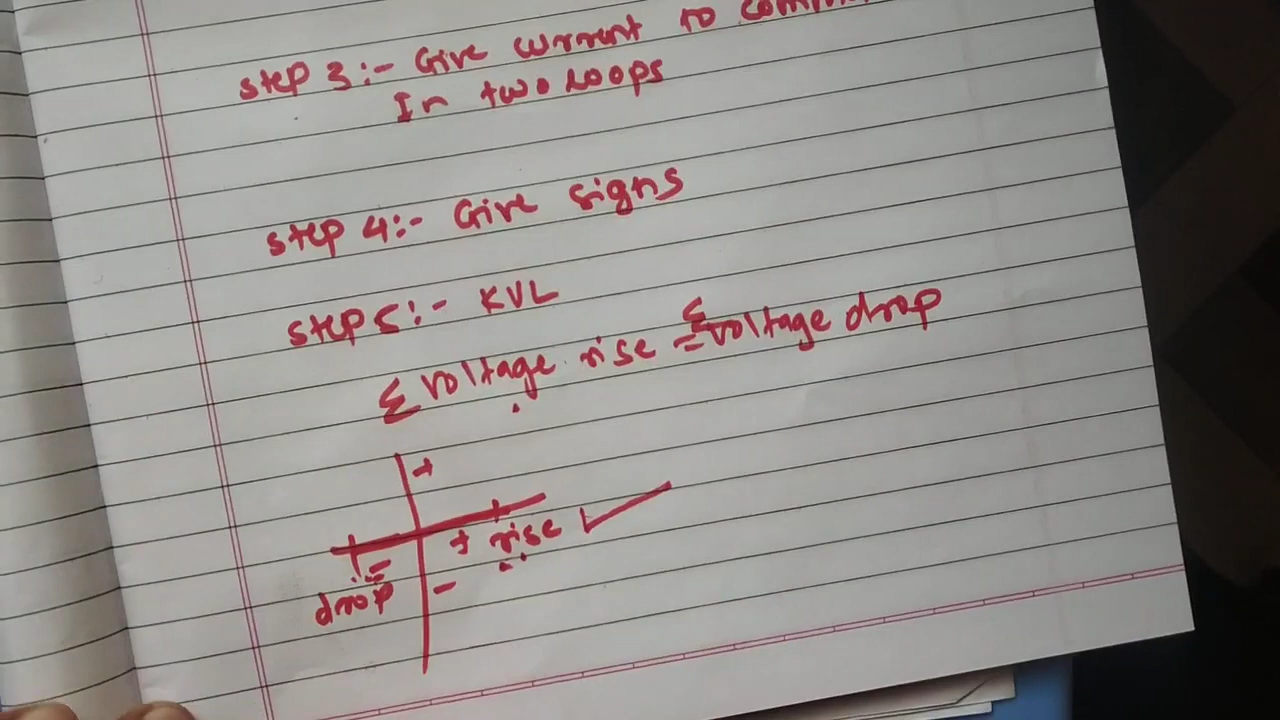 Step 3:- Give current to
In two Loops
Step 4:- Give Signs
Step 5:- KVL
Σ voltage rise = Σ voltage drop
+
- + rise
drop -